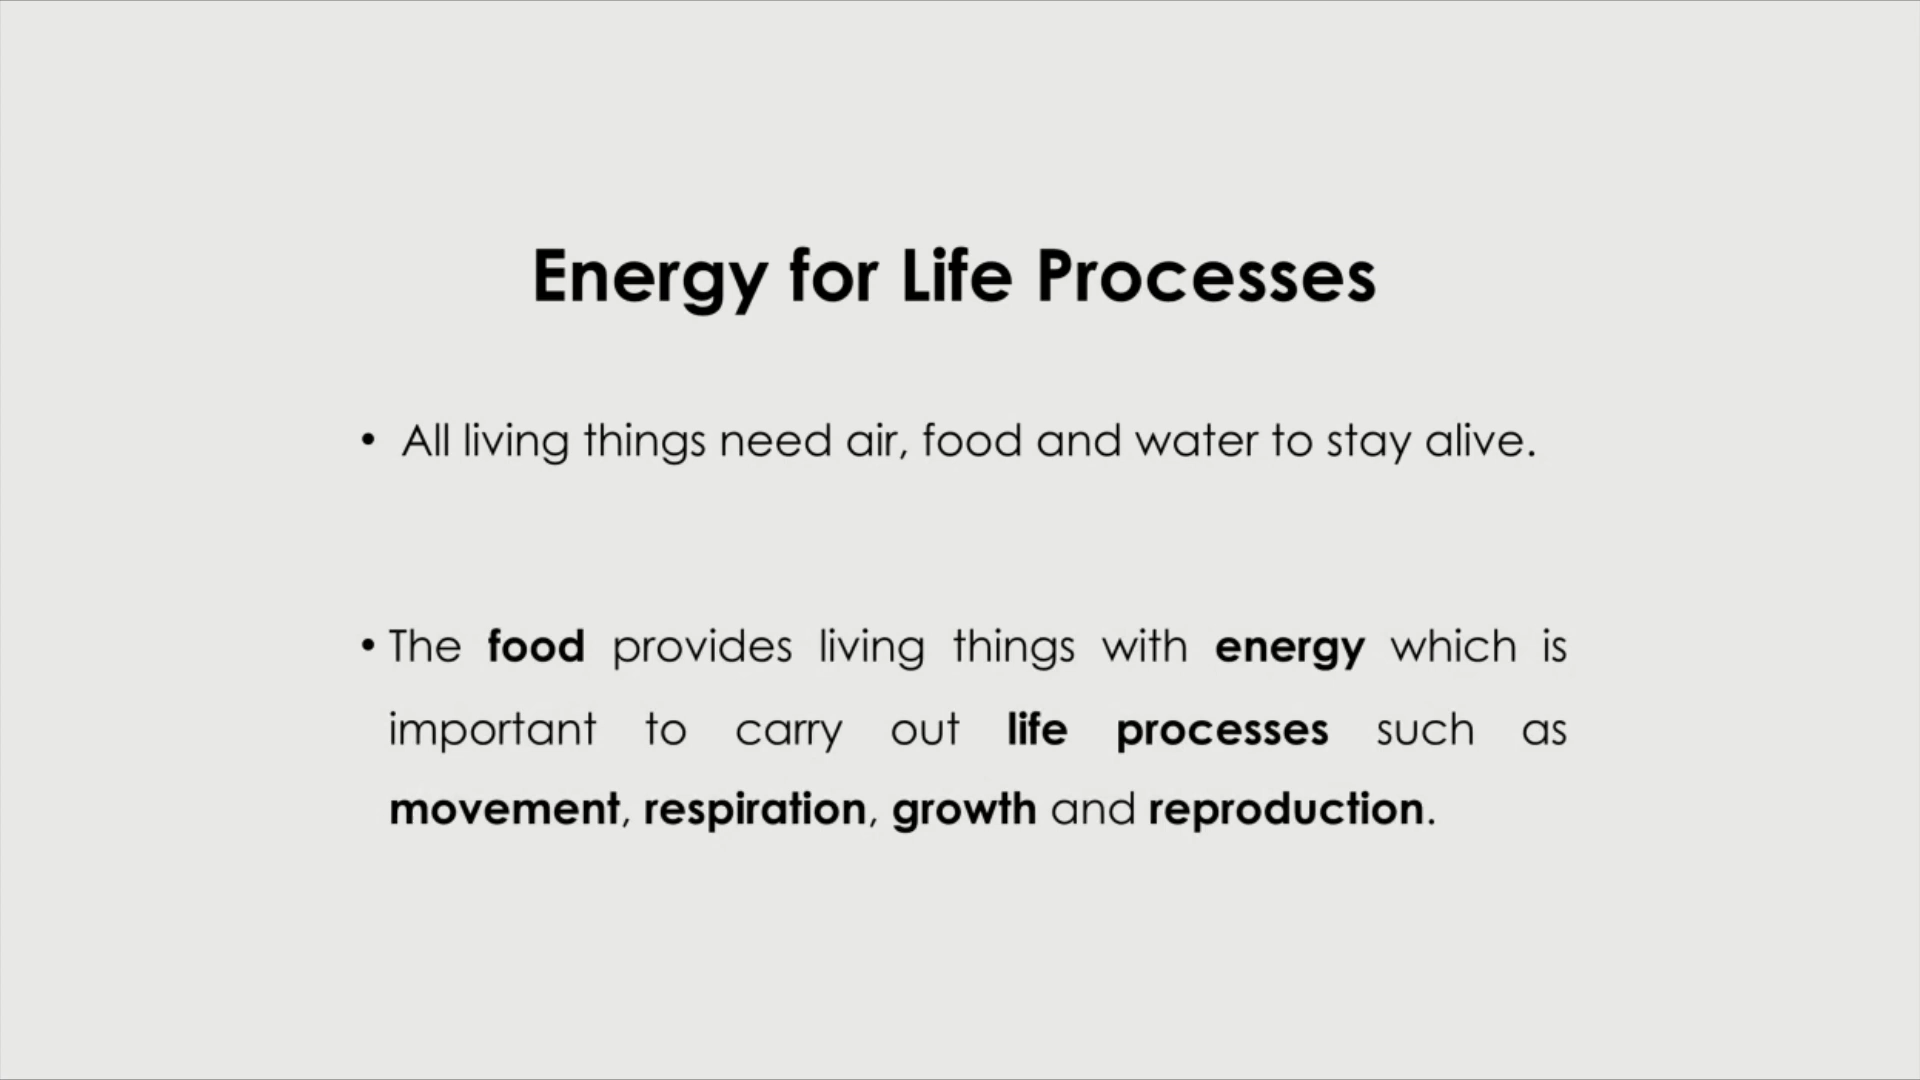 Energy for Life Processes
• All living things need air, food and water to stay alive.
• The food provides living things with energy which is
important to carry out life processes such as
movement, respiration, growth and reproduction.